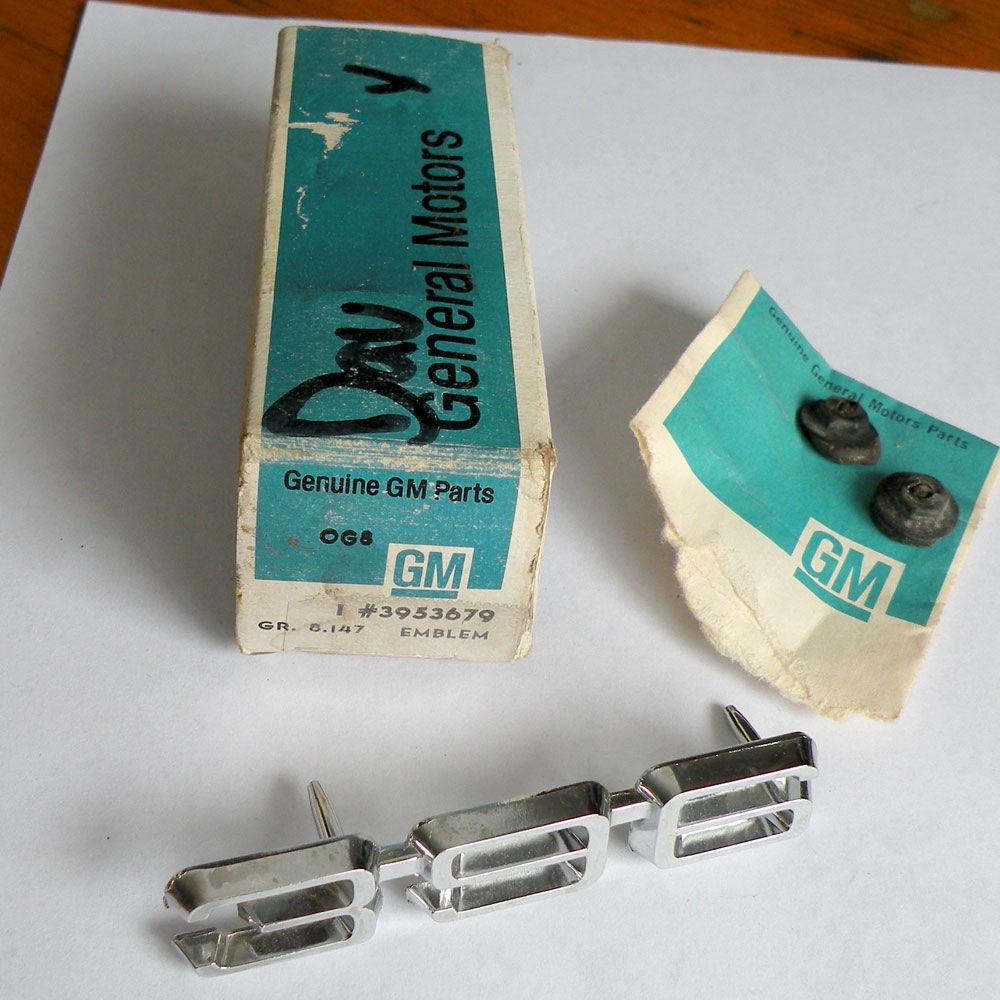 Dav y
General Motors
Genuine GM Parts
OG8
GM
1 #3953679
GR. 8.147 EMBLEM
Genuine General Motors Parts
GM
396